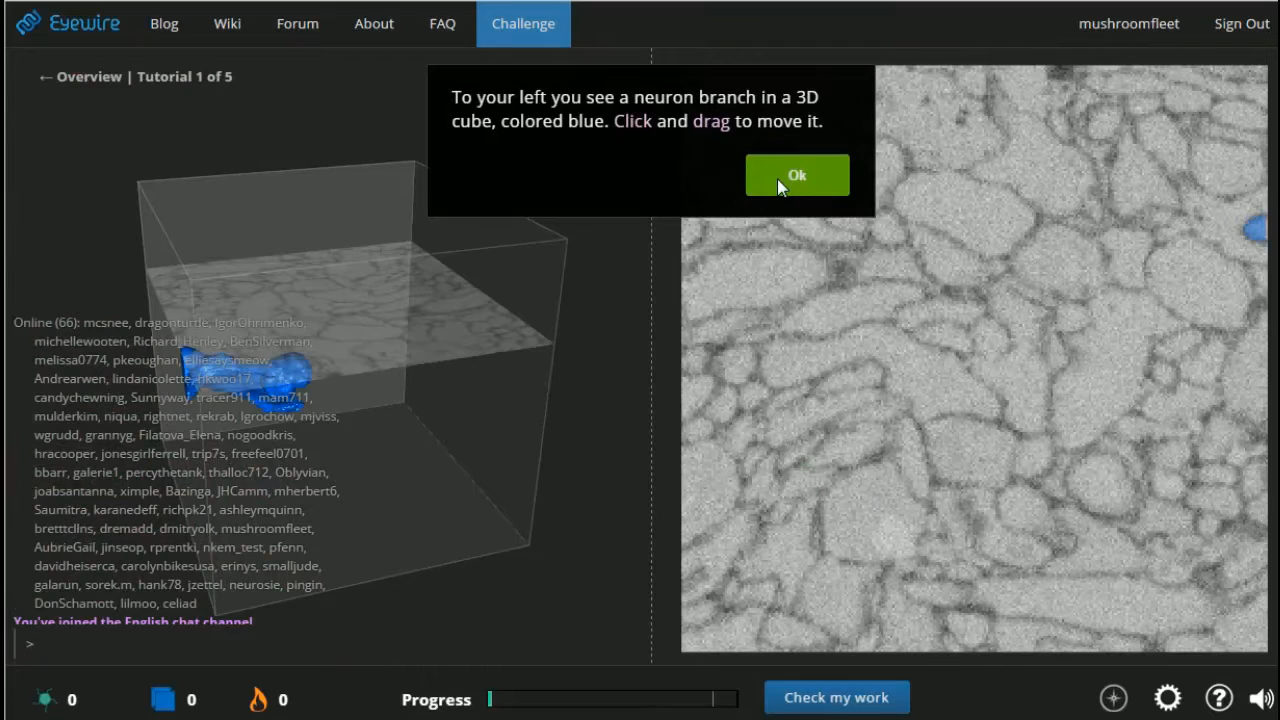 Eyewire Blog Wiki Forum About FAQ Challenge mushroomfleet Sign Out
← Overview | Tutorial 1 of 5
To your left you see a neuron branch in a 3D
cube, colored blue. Click and drag to move it.
Ok
Online (66): mcsnee, dragonturtle, IgorOhrimenko,
michellewooten, Richard_Henley, BenSilverman,
melissa0774, pkeoughan, Elliesaysmeow,
Andrearwen, lindanicolette, hkwoo17,
candychewning, Sunnyway, tracer911, mam711,
mulderkim, niqua, rightnet, rekrab, lgrochow, mjviss,
wgrudd, grannyg, Filatova_Elena, nogoodkris,
hracooper, jonesgirlferrell, trip7s, freefeel0701,
bbarr, galerie1, percythetank, thalloc712, Oblyvian,
joabsantanna, ximple, Bazinga, JHCamm, mherbert6,
Saumitra, karanedeff, richpk21, ashleymquinn,
bretttcllns, dremadd, dmitryolk, mushroomfleet,
AubrieGail, jinseop, rprentki, nkem_test, pfenn,
davidheiserca, carolynbikesusa, erinys, smalljude,
galarun, sorek.m, hank78, jzettel, neurosie, pingin,
DonSchamott, lilmoo, celiad
You've joined the English chat channel
>
0 0 0 Progress Check my work